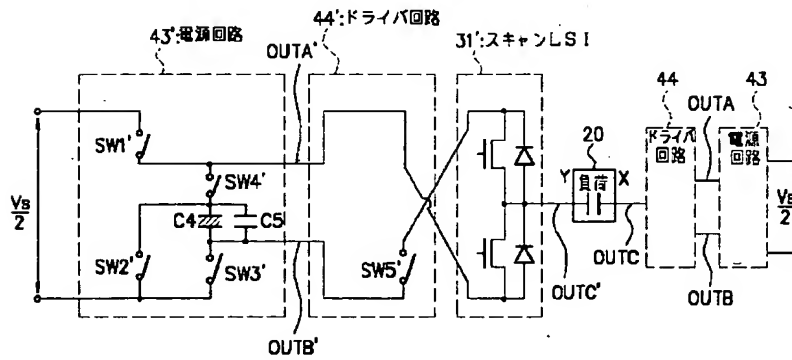 43':電源回路
44':ドライバ回路
OUTA'
31':スキャンLSI
44
43
OUTA
ドライバ
回路
電源
回路
20
Y
負荷
X
SW1'
SW4'
C4
C5
VB
2
SW2'
SW3'
SW5'
OUTC'
OUTC
OUTB
VB
2
OUTB'